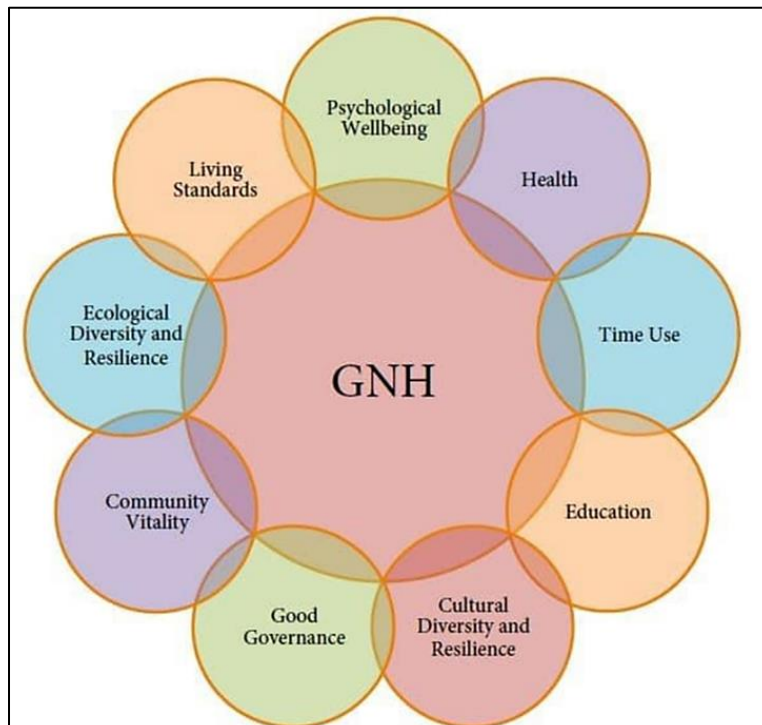 Psychological
Wellbeing
Health
Time Use
Education
Cultural
Diversity and
Resilience
Good
Governance
Community
Vitality
Ecological
Diversity and
Resilience
Living
Standards
GNH